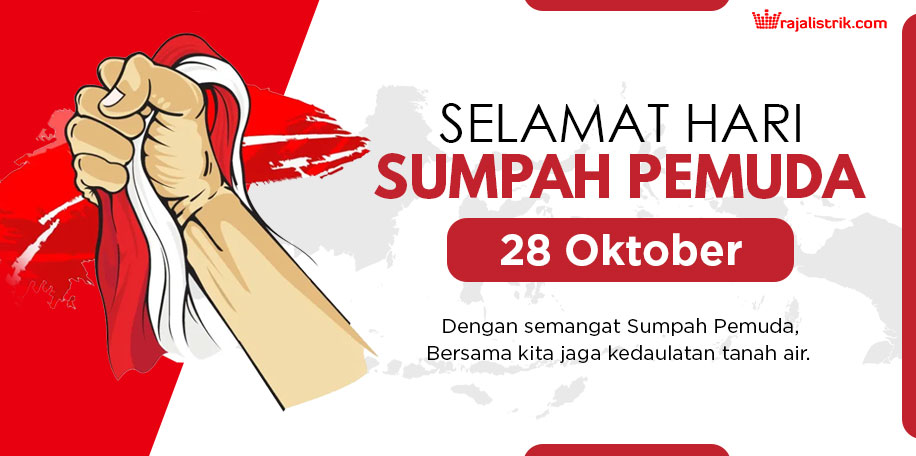 rajalistrik.com
SELAMAT HARI
SUMPAH PEMUDA
28 Oktober
Dengan semangat Sumpah Pemuda,
Bersama kita jaga kedaulatan tanah air.